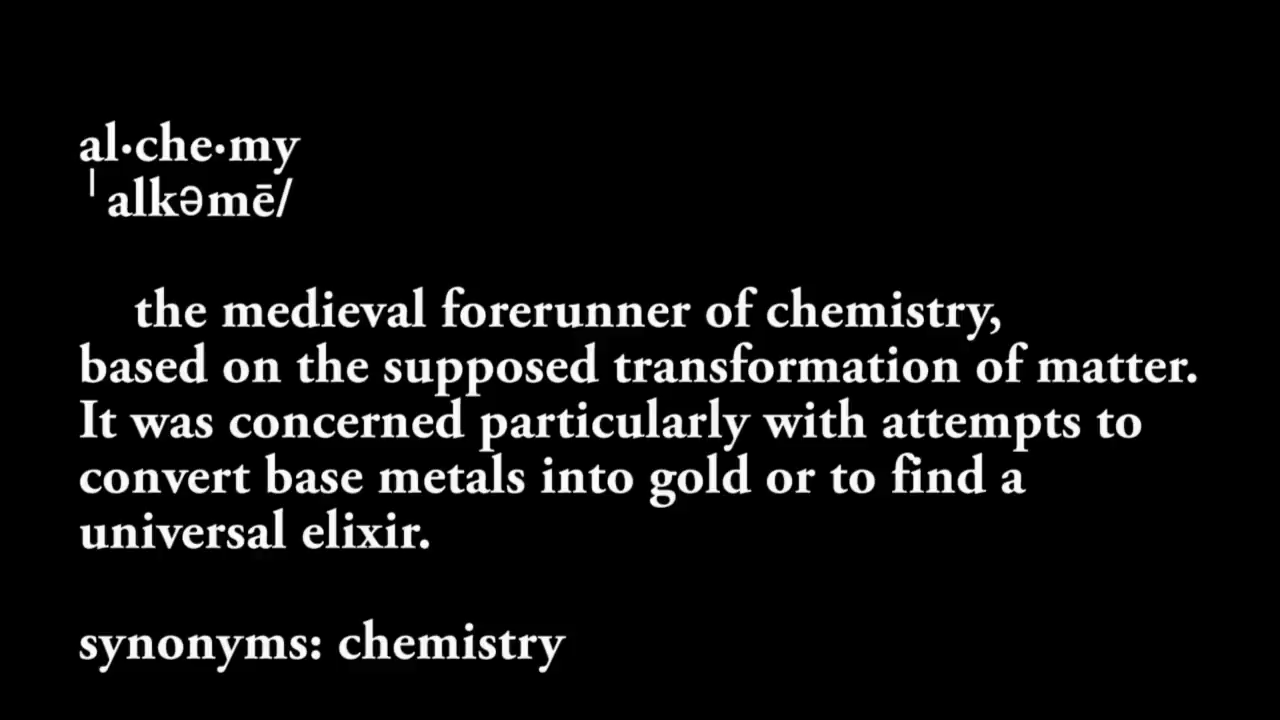 al·che·my
ˈalkəmē/
the medieval forerunner of chemistry,
based on the supposed transformation of matter.
It was concerned particularly with attempts to
convert base metals into gold or to find a
universal elixir.
synonyms: chemistry